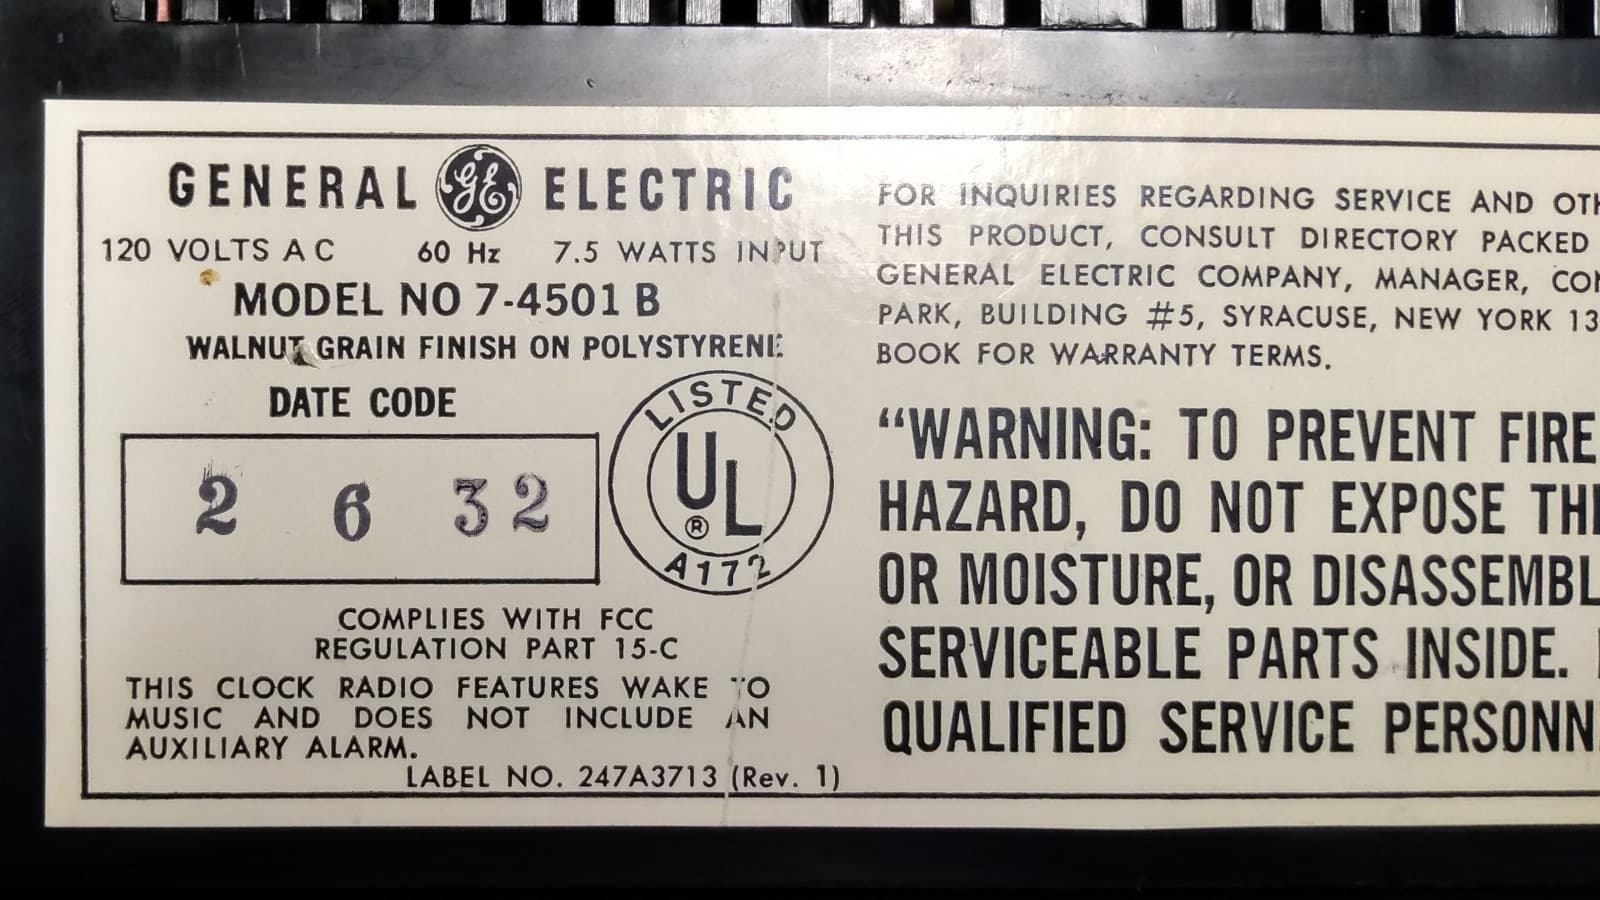 GENERAL GE ELECTRIC
120 VOLTS AC 60 Hz 7.5 WATTS INPUT
MODEL NO 7-4501 B
WALNUT GRAIN FINISH ON POLYSTYRENE
DATE CODE
2 6 32
LISTED
UL
®
A172
COMPLIES WITH FCC
REGULATION PART 15-C
THIS CLOCK RADIO FEATURES WAKE TO
MUSIC AND DOES NOT INCLUDE AN
AUXILIARY ALARM.
LABEL NO. 247A3713 (Rev. 1)
FOR INQUIRIES REGARDING SERVICE AND
THIS PRODUCT, CONSULT DIRECTORY PACKED
GENERAL ELECTRIC COMPANY, MANAGER,
PARK, BUILDING #5, SYRACUSE, NEW YORK 13
BOOK FOR WARRANTY TERMS.
“WARNING: TO PREVENT FIRE
HAZARD, DO NOT EXPOSE
OR MOISTURE, OR
SERVICEABLE PARTS INSIDE.
QUALIFIED SERVICE